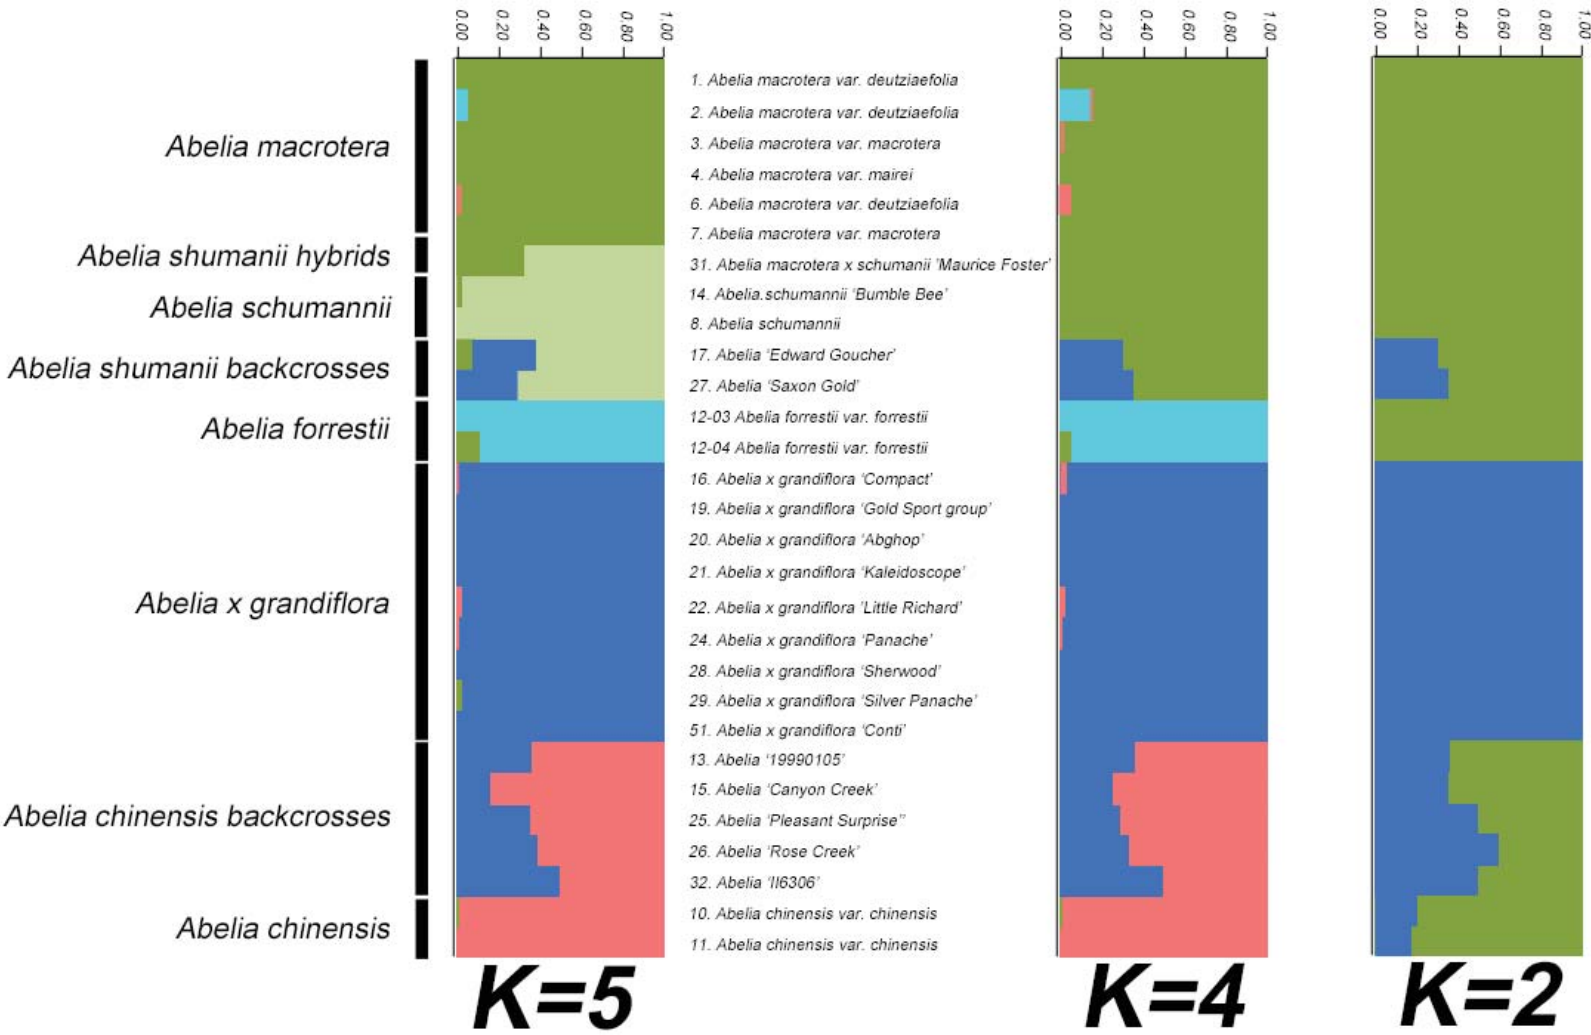 0.00 0.20 0.40 0.60 0.80 1.00
0.00 0.20 0.40 0.60 0.80 1.00
0.00 0.20 0.40 0.60 0.80 1.00
Abelia macrotera
Abelia shumanii hybrids
Abelia schumannii
Abelia shumanii backcrosses
Abelia forrestii
Abelia x grandiflora
Abelia chinensis backcrosses
Abelia chinensis
1. Abelia macrotera var. deutziaefolia
2. Abelia macrotera var. deutziaefolia
3. Abelia macrotera var. macrotera
4. Abelia macrotera var. mairei
6. Abelia macrotera var. deutziaefolia
7. Abelia macrotera var. macrotera
31. Abelia macrotera x schumanii 'Maurice Foster'
14. Abelia.schumannii 'Bumble Bee'
8. Abelia schumannii
17. Abelia 'Edward Goucher'
27. Abelia 'Saxon Gold'
12-03 Abelia forrestii var. forrestii
12-04 Abelia forrestii var. forrestii
16. Abelia x grandiflora 'Compact'
19. Abelia x grandiflora 'Gold Sport group'
20. Abelia x grandiflora 'Abghop'
21. Abelia x grandiflora 'Kaleidoscope'
22. Abelia x grandiflora 'Little Richard'
24. Abelia x grandiflora 'Panache'
28. Abelia x grandiflora 'Sherwood'
29. Abelia x grandiflora 'Silver Panache'
51. Abelia x grandiflora 'Conti'
13. Abelia '19990105'
15. Abelia 'Canyon Creek'
25. Abelia 'Pleasant Surprise''
26. Abelia 'Rose Creek'
32. Abelia 'II6306'
10. Abelia chinensis var. chinensis
11. Abelia chinensis var. chinensis
K=5
K=4
K=2